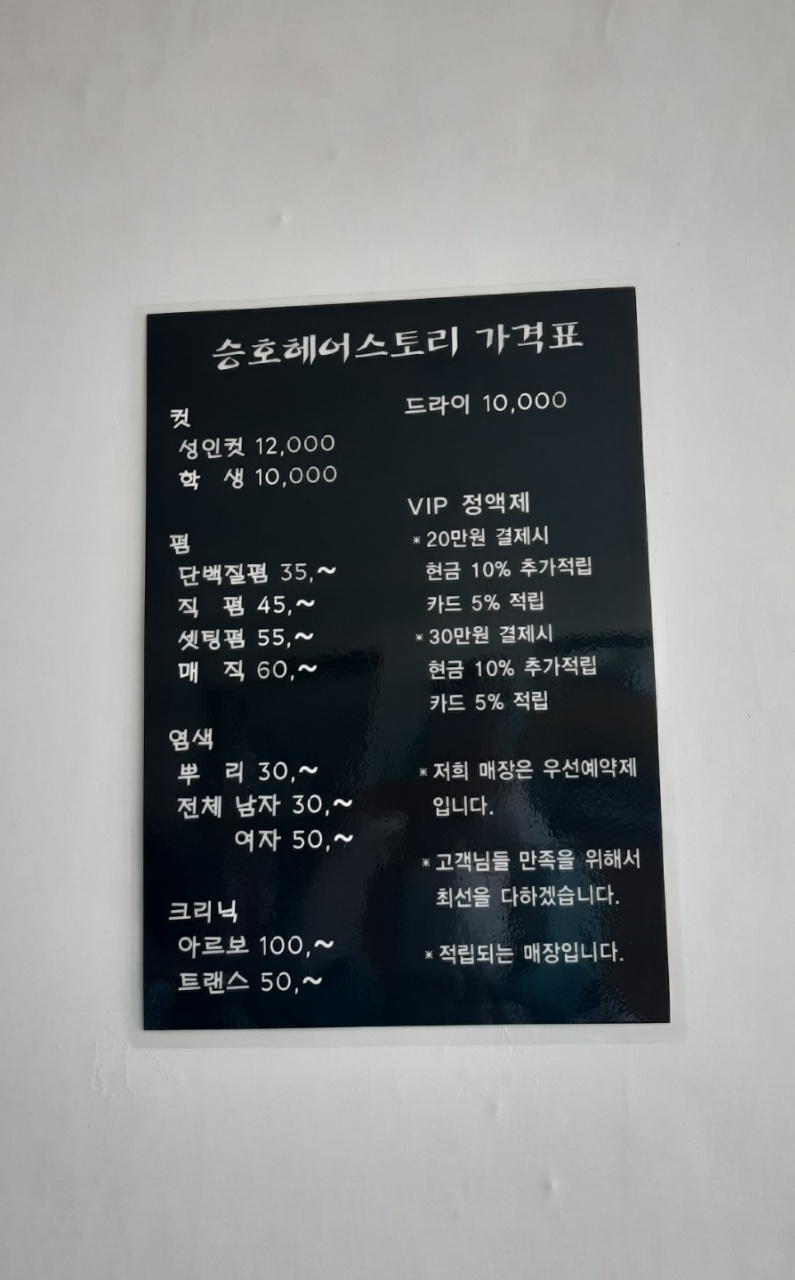 승호헤어스토리 가격표
컷
성인컷 12,000
학 생 10,000
펌
단백질펌 35,~
직 펌 45,~
셋팅펌 55,~
매 직 60,~
염색
뿌 리 30,~
전체 남자 30,~
여자 50,~
크리닉
아르보 100,~
트랜스 50,~
드라이 10,000
VIP 정액제
* 20만원 결제시
현금 10% 추가적립
카드 5% 적립
* 30만원 결제시
현금 10% 추가적립
카드 5% 적립
* 저희 매장은 우선예약제
입니다.
* 고객님들 만족을 위해서
최선을 다하겠습니다.
* 적립되는 매장입니다.